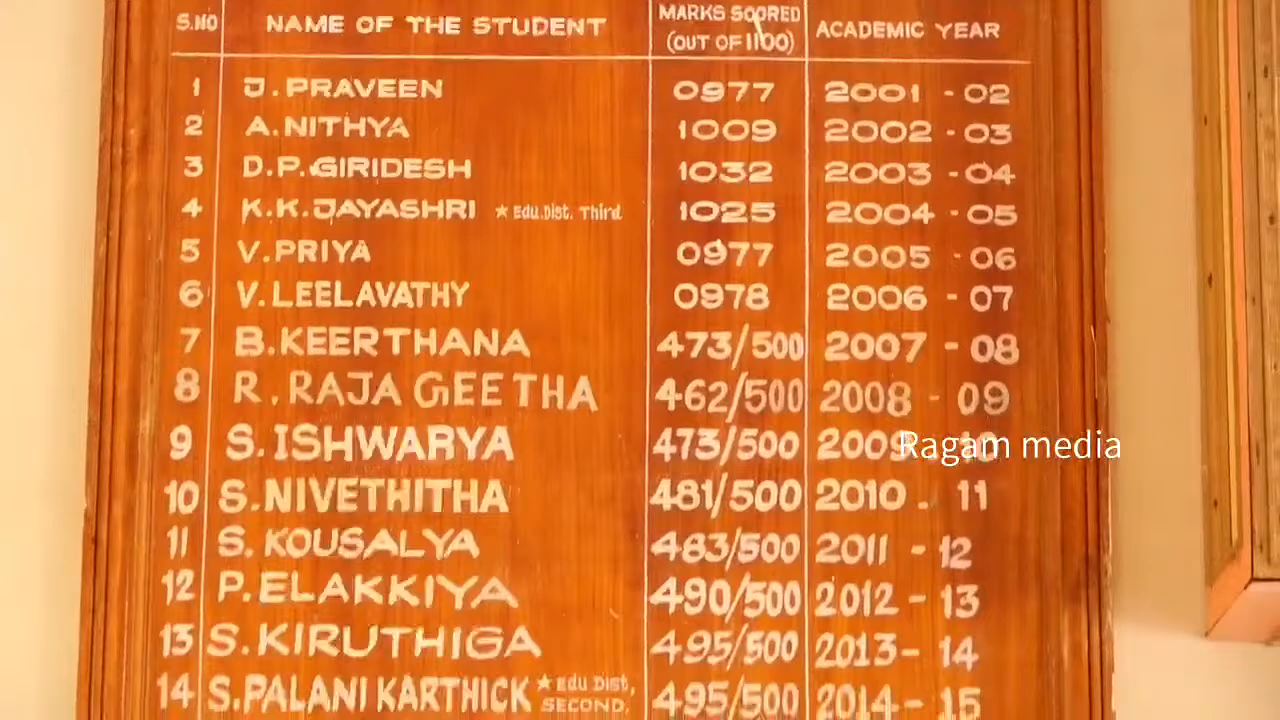 S.NO NAME OF THE STUDENT MARKS SCORED (OUT OF 1100) ACADEMIC YEAR
1 J. PRAVEEN 0977 2001 - 02
2 A.NITHYA 1009 2002 - 03
3 D.P.GIRIDESH 1032 2003 - 04
4 K.K.JAYASHRI ★ Edu.Dist. Third 1025 2004 - 05
5 V.PRIYA 0977 2005 - 06
6 V.LEELAVATHY 0978 2006 - 07
7 B.KEERTHANA 473/500 2007 - 08
8 R.RAJA GEETHA 462/500 2008 - 09
9 S.ISHWARYA 473/500 2009 - 10
Ragam media
10 S.NIVETHITHA 481/500 2010 - 11
11 S.KOUSALYA 483/500 2011 - 12
12 P.ELAKKIYA 490/500 2012 - 13
13 S.KIRUTHIGA 495/500 2013 - 14
14 S.PALANI KARTHICK ★ Edu Dist, SECOND. 495/500 2014 - 15